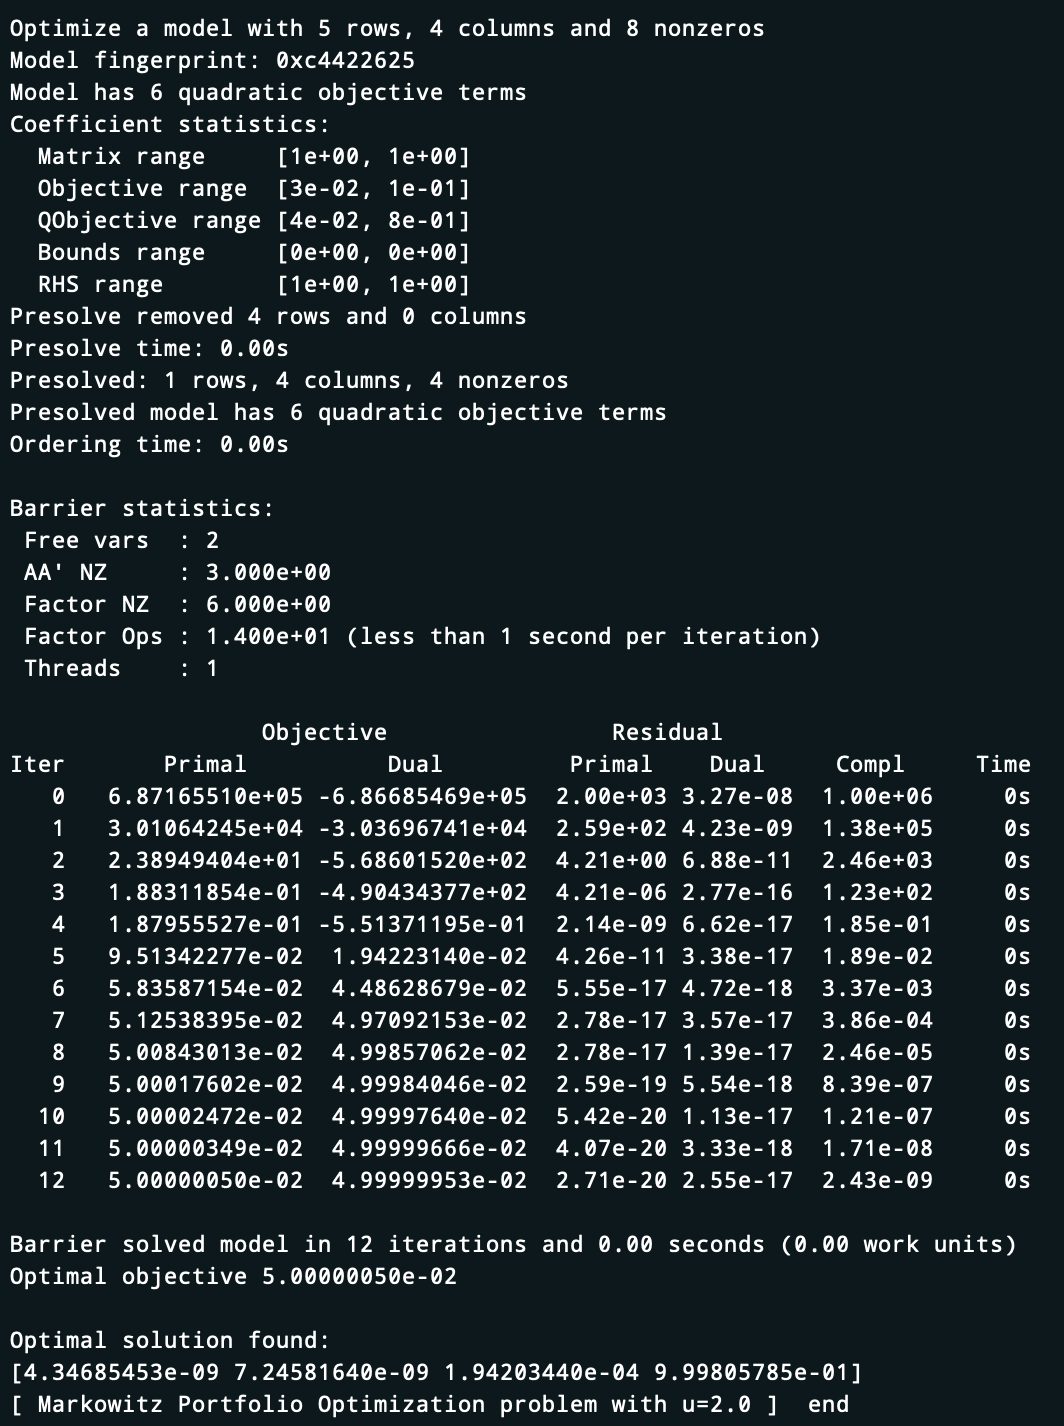 Optimize a model with 5 rows, 4 columns and 8 nonzeros
Model fingerprint: 0xc4422625
Model has 6 quadratic objective terms
Coefficient statistics:
  Matrix range     [1e+00, 1e+00]
  Objective range  [3e-02, 1e-01]
  QObjective range [4e-02, 8e-01]
  Bounds range     [0e+00, 0e+00]
  RHS range        [1e+00, 1e+00]
Presolve removed 4 rows and 0 columns
Presolve time: 0.00s
Presolved: 1 rows, 4 columns, 4 nonzeros
Presolved model has 6 quadratic objective terms
Ordering time: 0.00s

Barrier statistics:
 Free vars  : 2
 AA' NZ     : 3.000e+00
 Factor NZ  : 6.000e+00
 Factor Ops : 1.400e+01 (less than 1 second per iteration)
 Threads    : 1

                  Objective                Residual
Iter       Primal          Dual         Primal    Dual     Compl     Time
   0   6.87165510e+05 -6.86685469e+05  2.00e+03 3.27e-08  1.00e+06     0s
   1   3.01064245e+04 -3.03696741e+04  2.59e+02 4.23e-09  1.38e+05     0s
   2   2.38949404e+01 -5.68601520e+02  4.21e+00 6.88e-11  2.46e+03     0s
   3   1.88311854e-01 -4.90434377e+02  4.21e-06 2.77e-16  1.23e+02     0s
   4   1.87955527e-01 -5.51371195e-01  2.14e-09 6.62e-17  1.85e-01     0s
   5   9.51342277e-02  1.94223140e-02  4.26e-11 3.38e-17  1.89e-02     0s
   6   5.83587154e-02  4.48628679e-02  5.55e-17 4.72e-18  3.37e-03     0s
   7   5.12538395e-02  4.97092153e-02  2.78e-17 3.57e-17  3.86e-04     0s
   8   5.00843013e-02  4.99857062e-02  2.78e-17 1.39e-17  2.46e-05     0s
   9   5.00017602e-02  4.99984046e-02  2.59e-19 5.54e-18  8.39e-07     0s
  10   5.00002472e-02  4.99997640e-02  5.42e-20 1.13e-17  1.21e-07     0s
  11   5.00000349e-02  4.99999666e-02  4.07e-20 3.33e-18  1.71e-08     0s
  12   5.00000050e-02  4.99999953e-02  2.71e-20 2.55e-17  2.43e-09     0s

Barrier solved model in 12 iterations and 0.00 seconds (0.00 work units)
Optimal objective 5.00000050e-02

Optimal solution found:
[4.34685453e-09 7.24581640e-09 1.94203440e-04 9.99805785e-01]
[ Markowitz Portfolio Optimization problem with u=2.0 ]  end